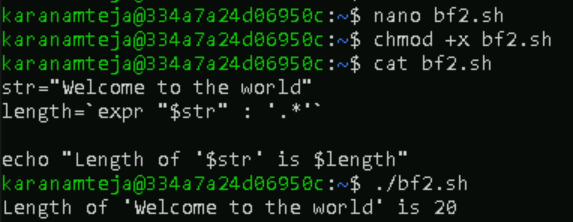 karanamteja@334a7a24d06950c:~$ nano bf2.sh
karanamteja@334a7a24d06950c:~$ chmod +x bf2.sh
karanamteja@334a7a24d06950c:~$ cat bf2.sh
str="Welcome to the world"
length=`expr "$str" : '.*'`
echo "Length of '$str' is $length"
karanamteja@334a7a24d06950c:~$ ./bf2.sh
Length of 'Welcome to the world' is 20